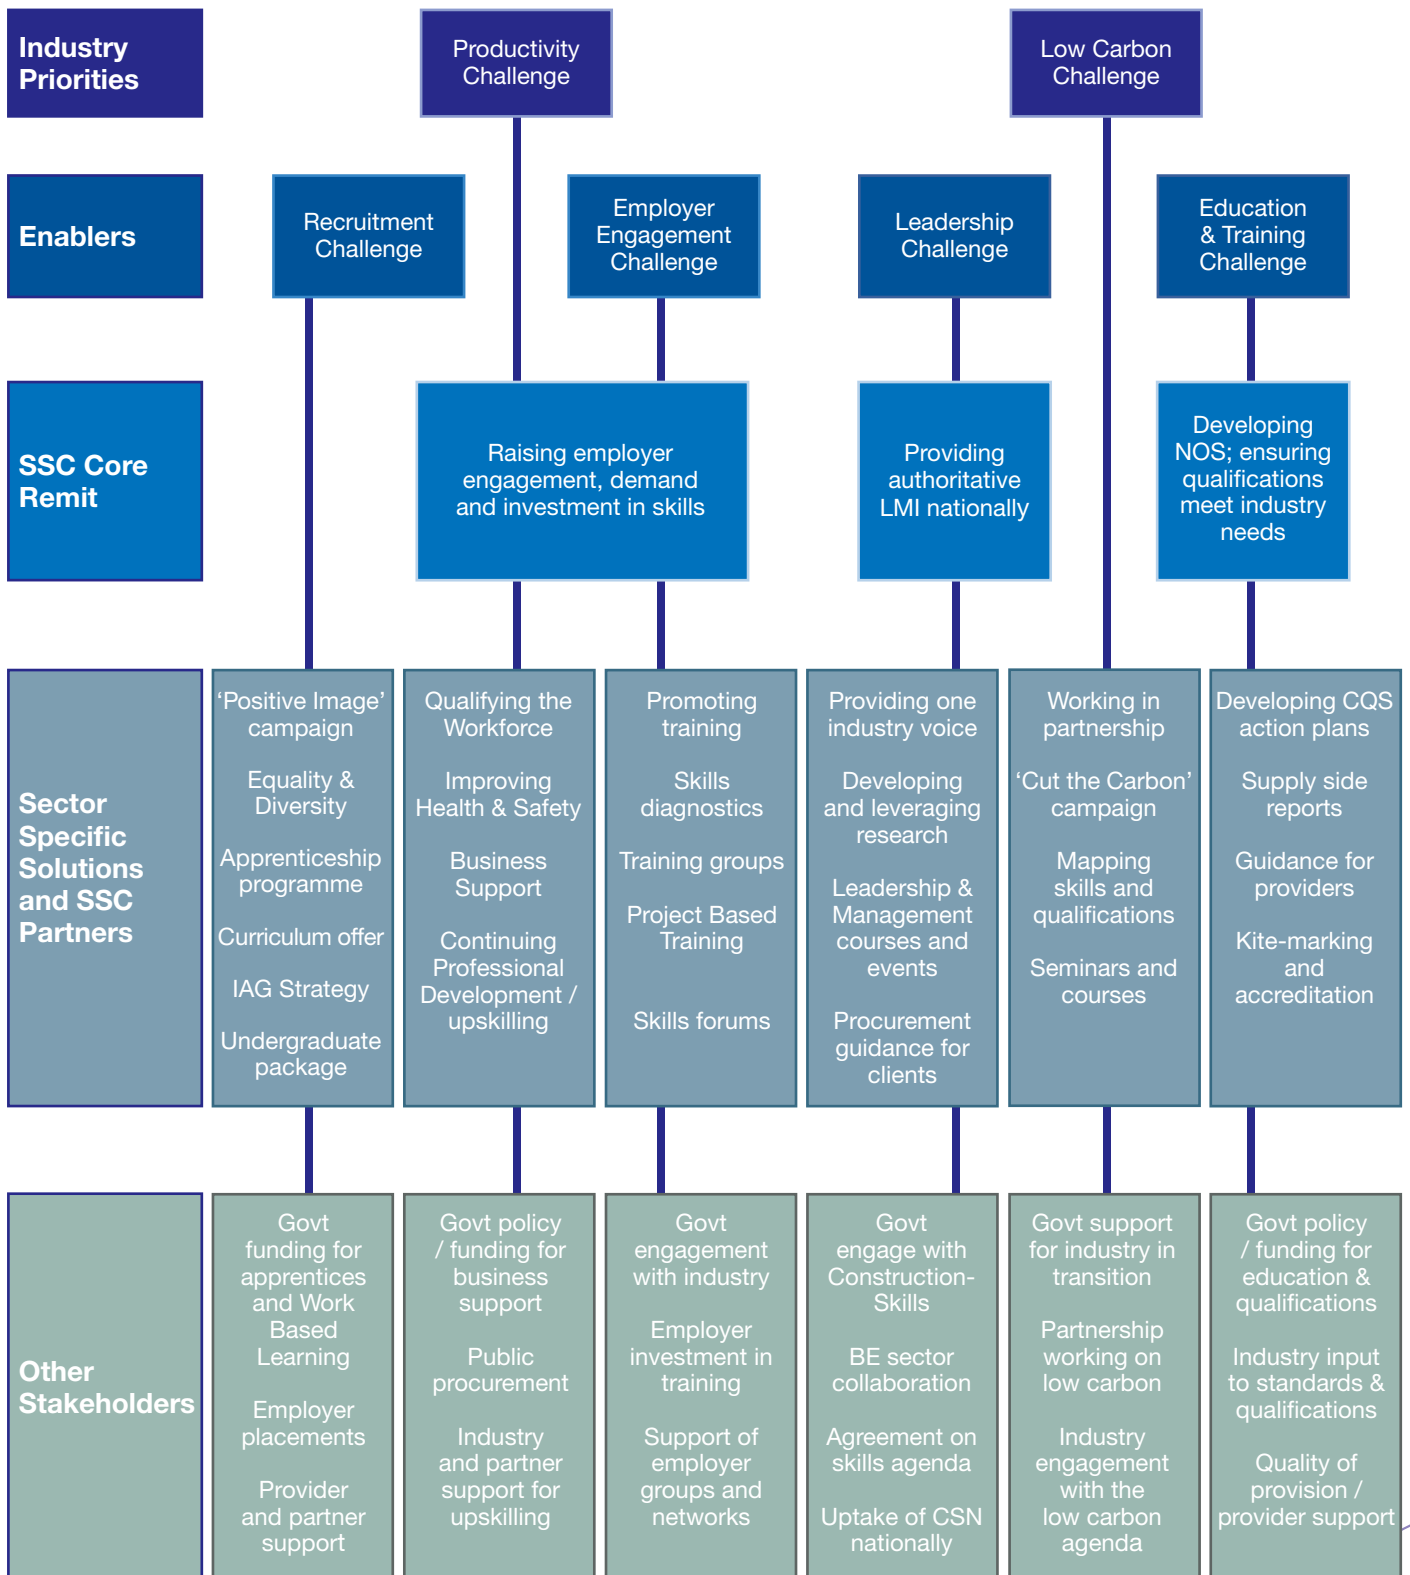 Industry
Priorities
Productivity
Challenge
Low Carbon
Challenge
Enablers
Recruitment
Challenge
Employer
Engagement
Challenge
Leadership
Challenge
Education
& Training
Challenge
SSC Core
Remit
Raising employer
engagement, demand
and investment in skills
Providing
authoritative
LMI nationally
Developing
NOS; ensuring
qualifications
meet industry
needs
Sector
Specific
Solutions
and SSC
Partners
‘Positive Image’
campaign
Equality &
Diversity
Apprenticeship
programme
Curriculum offer
IAG Strategy
Undergraduate
package
Qualifying the
Workforce
Improving
Health & Safety
Business
Support
Continuing
Professional
Development /
upskilling
Promoting
training
Skills
diagnostics
Training groups
Project Based
Training
Skills forums
Providing one
industry voice
Developing
and leveraging
research
Leadership &
Management
courses and
events
Procurement
guidance for
clients
Working in
partnership
‘Cut the Carbon’
campaign
Mapping
skills and
qualifications
Seminars and
courses
Developing CQS
action plans
Supply side
reports
Guidance for
providers
Kite-marking
and
accreditation
Other
Stakeholders
Govt
funding for
apprentices
and Work
Based
Learning
Employer
placements
Provider
and partner
support
Govt policy
/ funding for
business
support
Public
procurement
Industry
and partner
support for
upskilling
Govt
engagement
with industry
Employer
investment in
training
Support of
employer
groups and
networks
Govt
engage with
Construction-
Skills
BE sector
collaboration
Agreement on
skills agenda
Uptake of CSN
nationally
Govt support
for industry in
transition
Partnership
working on
low carbon
Industry
engagement
with the
low carbon
agenda
Govt policy
/ funding for
education &
qualifications
Industry input
to standards &
qualifications
Quality of
provision /
provider support